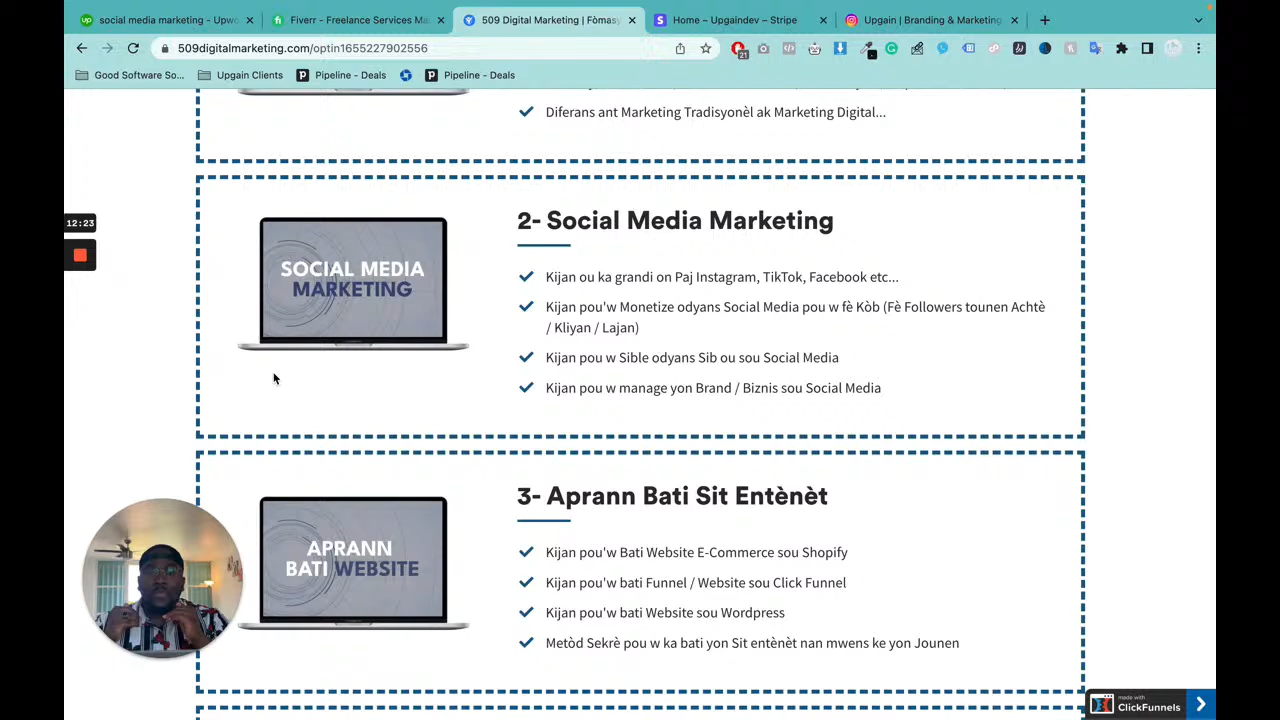 social media marketing - Upwo
Fiverr - Freelance Services Ma
509 Digital Marketing | Fòmasy
Home – Upgaindev – Stripe
Upgain | Branding & Marketing
509digitalmarketing.com/optin1655227902556
21
Good Software So...
Upgain Clients
Pipeline - Deals
Pipeline - Deals
Diferans ant Marketing Tradisyonèl ak Marketing Digital...
12:23
SOCIAL MEDIA
MARKETING
2- Social Media Marketing
Kijan ou ka grandi on Paj Instagram, TikTok, Facebook etc...
Kijan pou'w Monetize odyans Social Media pou w fè Kòb (Fè Followers tounen Achtè
/ Kliyan / Lajan)
Kijan pou w Sible odyans Sib ou sou Social Media
Kijan pou w manage yon Brand / Biznis sou Social Media
APRANN
BATI WEBSITE
3- Aprann Bati Sit Entènèt
Kijan pou'w Bati Website E-Commerce sou Shopify
Kijan pou'w bati Funnel / Website sou Click Funnel
Kijan pou'w bati Website sou Wordpress
Metòd Sekrè pou w ka bati yon Sit entènèt nan mwens ke yon Jounen
made with
ClickFunnels